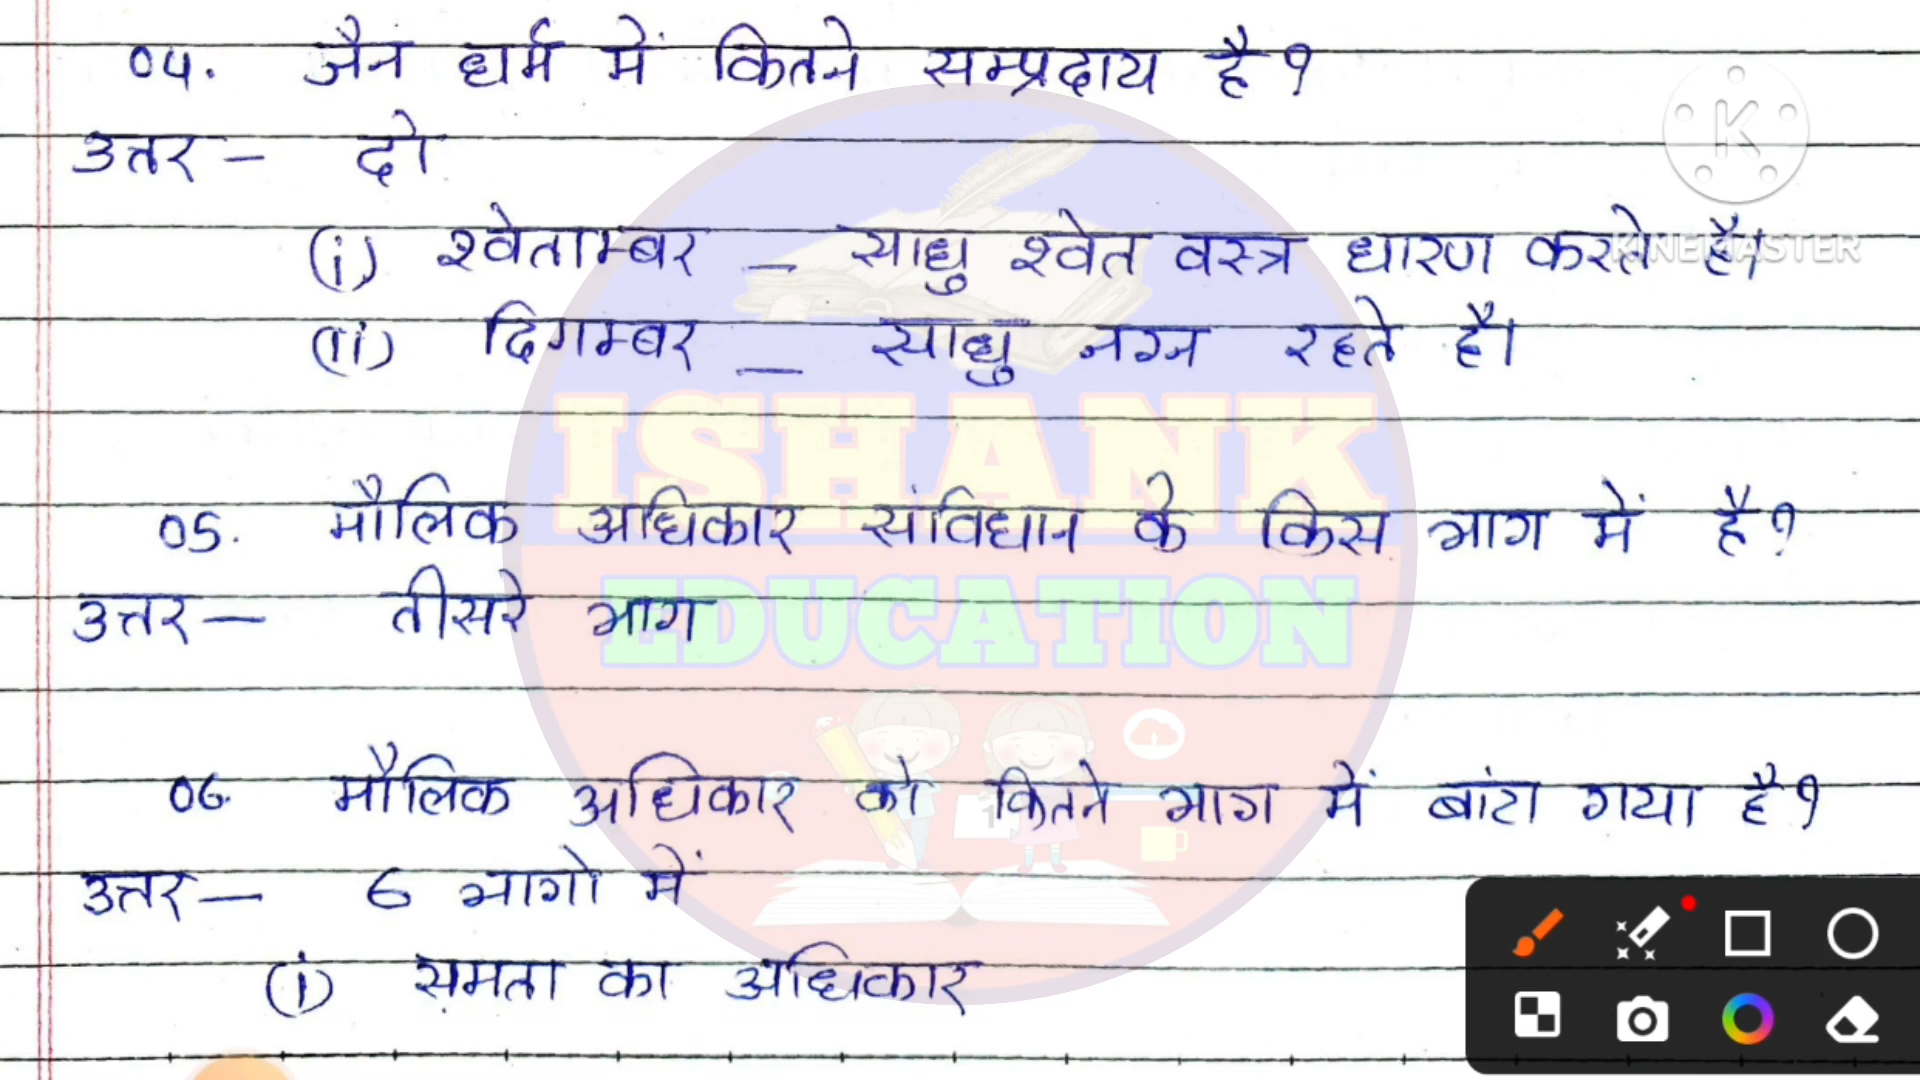 04. जैन धर्म में कितने सम्प्रदाय है?
उत्तर – दो
(i) श्वेताम्बर – साधु श्वेत वस्त्र धारण करते है।
KINEMASTER
(ii) दिगम्बर – साधु नग्न रहते है।
ISHANK
05. मौलिक अधिकार संविधान के किस भाग में है?
उत्तर – तीसरे भाग
EDUCATION
06. मौलिक अधिकार को कितने भाग में बांटा गया है?
उत्तर – 6 भागो में
(i) समता का अधिकार